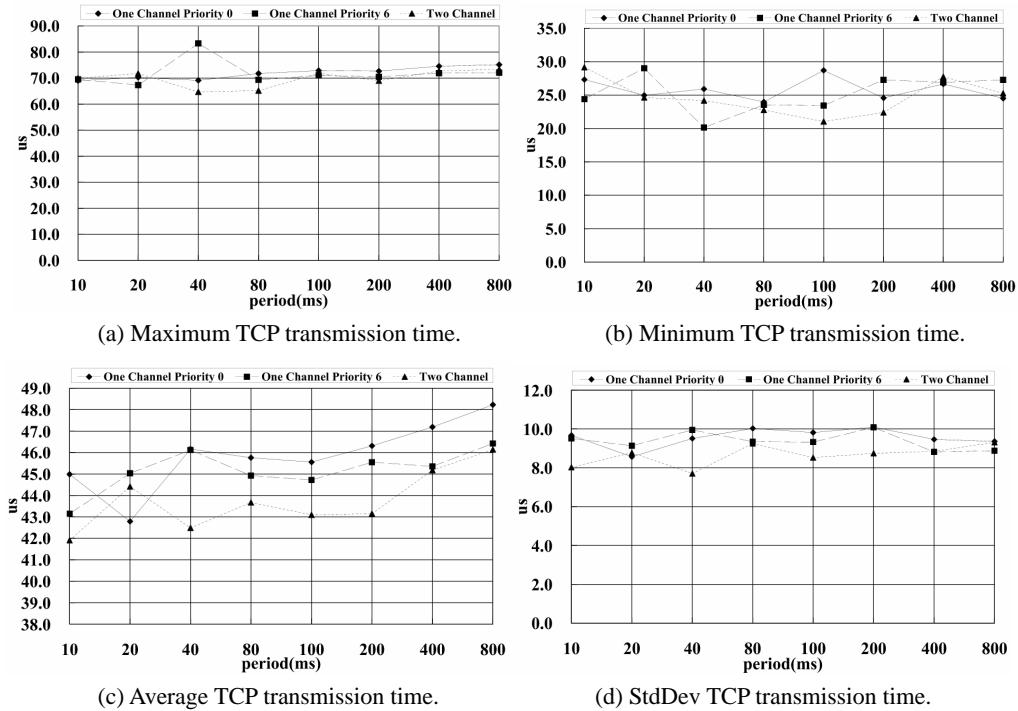 One Channel Priority 0 One Channel Priority 6 Two Channel
90.0
80.0
70.0
60.0
50.0
40.0
30.0
20.0
10.0
0.0
us
10 20 40 80 100 200 400 800
period(ms)
(a) Maximum TCP transmission time.
One Channel Priority 0 One Channel Priority 6 Two Channel
35.0
30.0
25.0
20.0
15.0
10.0
5.0
0.0
us
10 20 40 80 100 200 400 800
period(ms)
(b) Minimum TCP transmission time.
One Channel Priority 0 One Channel Priority 6 Two Channel
49.0
48.0
47.0
46.0
45.0
44.0
43.0
42.0
41.0
40.0
39.0
38.0
us
10 20 40 80 100 200 400 800
period(ms)
(c) Average TCP transmission time.
One Channel Priority 0 One Channel Priority 6 Two Channel
12.0
10.0
8.0
6.0
4.0
2.0
0.0
us
10 20 40 80 100 200 400 800
period(ms)
(d) StdDev TCP transmission time.